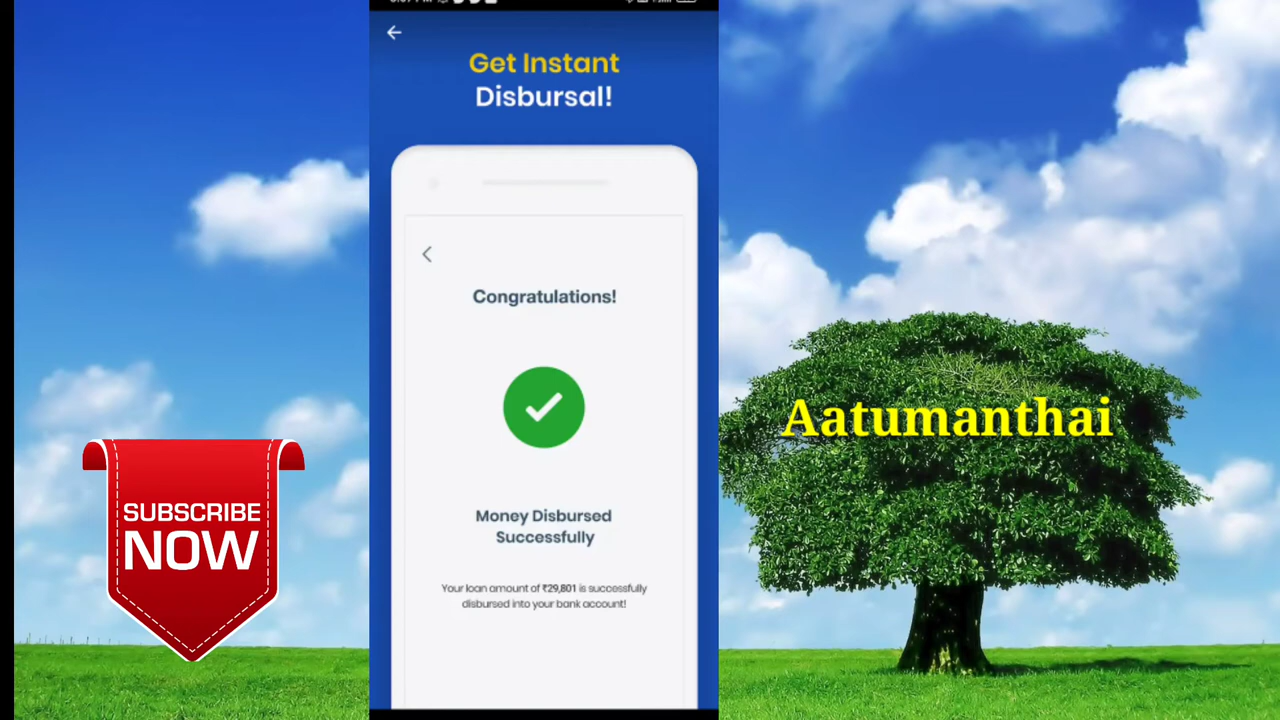 Get Instant
Disbursal!
Congratulations!
Money Disbursed
Successfully
Your loan amount of ₹29,801 is successfully
disbursed into your bank account!
SUBSCRIBE
NOW
Aatumanthai